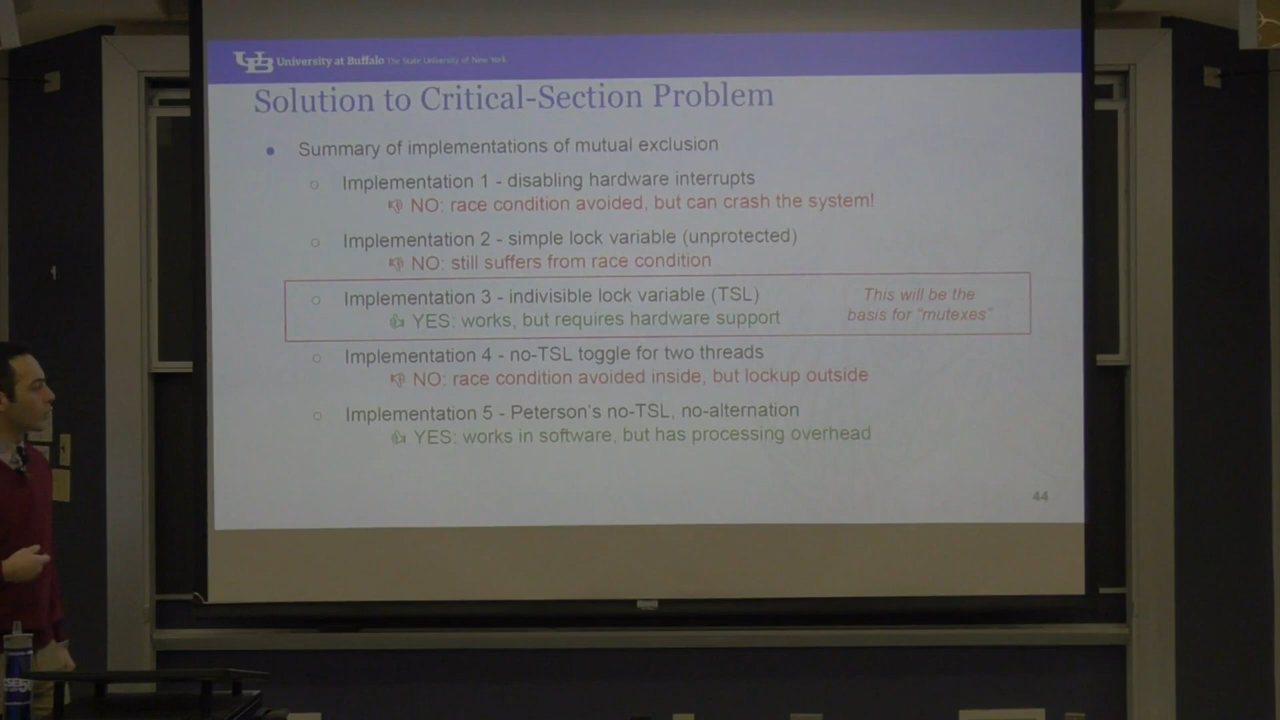 UB University at Buffalo The State University of New York
Solution to Critical-Section Problem
● Summary of implementations of mutual exclusion
○ Implementation 1 - disabling hardware interrupts
👎 NO: race condition avoided, but can crash the system!
○ Implementation 2 - simple lock variable (unprotected)
👎 NO: still suffers from race condition
○ Implementation 3 - indivisible lock variable (TSL)
👍 YES: works, but requires hardware support
This will be the
basis for “mutexes”
○ Implementation 4 - no-TSL toggle for two threads
👎 NO: race condition avoided inside, but lockup outside
○ Implementation 5 - Peterson's no-TSL, no-alternation
👍 YES: works in software, but has processing overhead
44